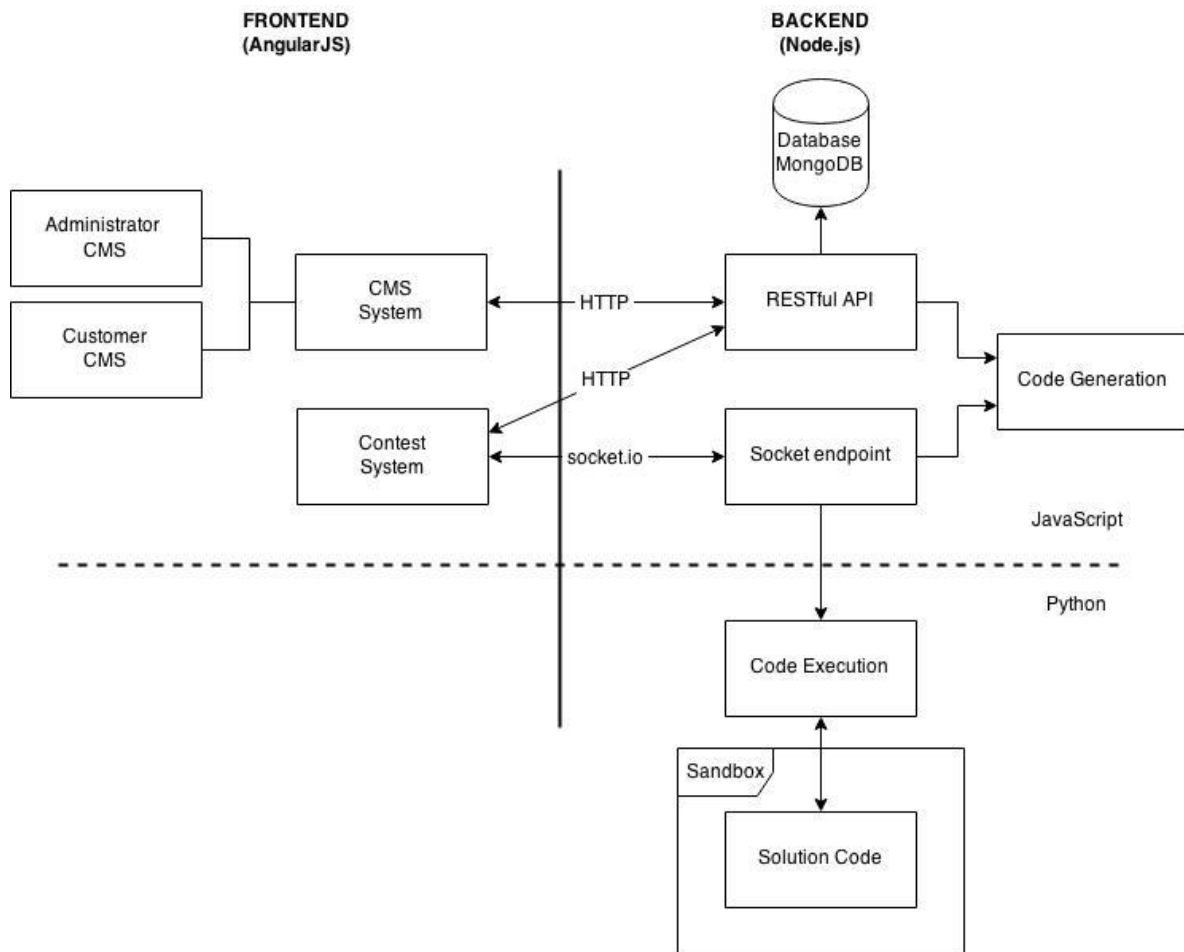 FRONTEND
(AngularJS)
BACKEND
(Node.js)
Database
MongoDB
Administrator
CMS
Customer
CMS
CMS
System
HTTP
RESTful API
HTTP
Code Generation
Contest
System
socket.io
Socket endpoint
JavaScript
Python
Code Execution
Sandbox
Solution Code